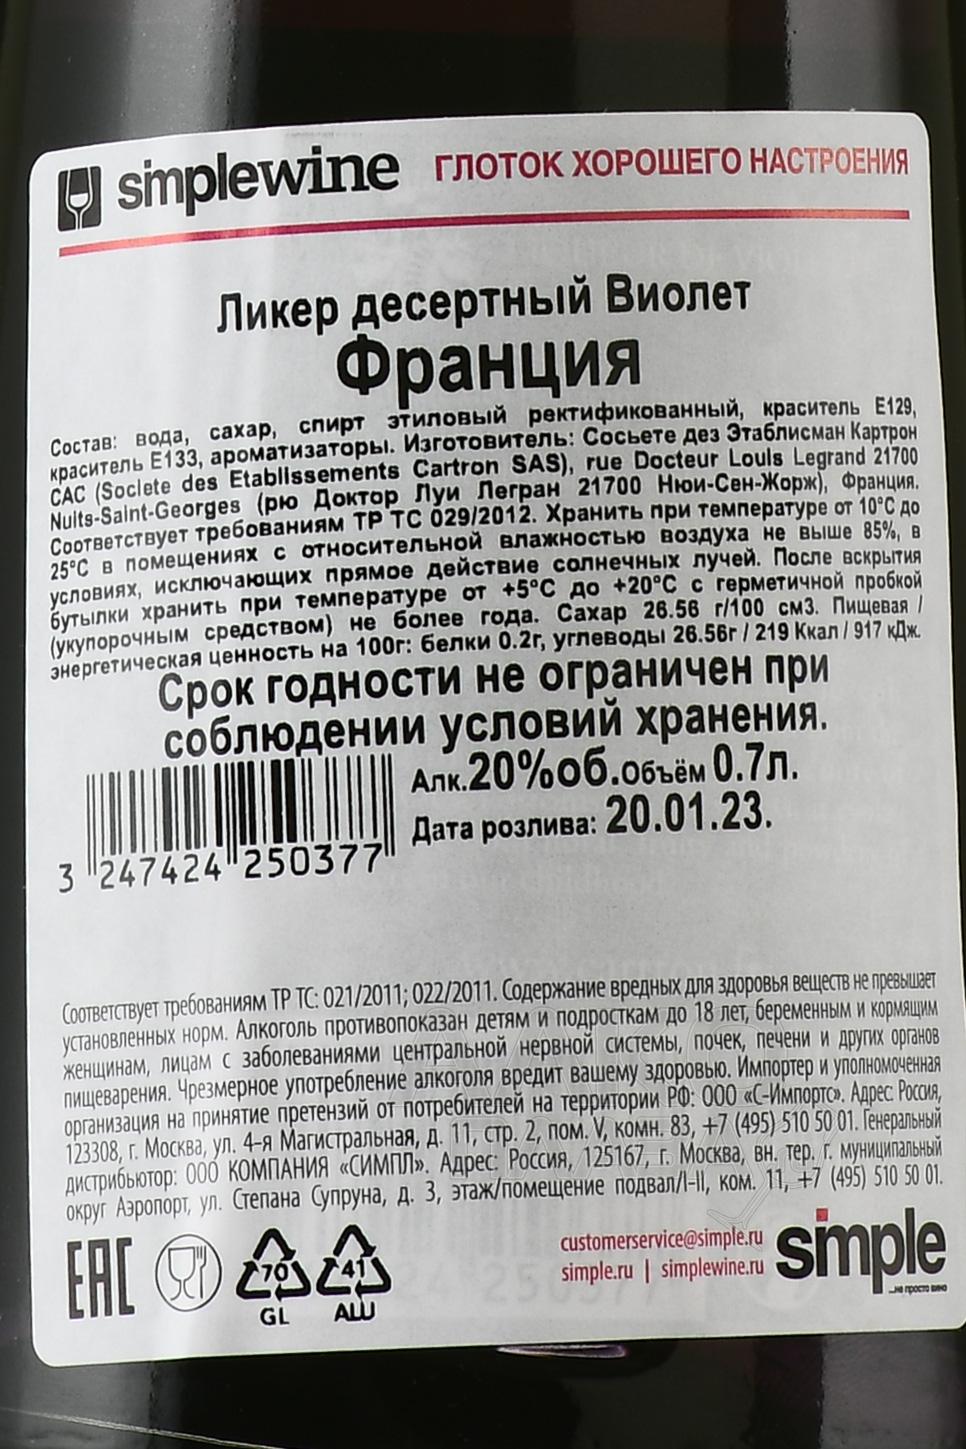 simplewine ГЛОТОК ХОРОШЕГО НАСТРОЕНИЯ
Ликер десертный Виолет
Франция
Состав: вода, сахар, спирт этиловый ректификованный, краситель Е129,
краситель Е133, ароматизаторы. Изготовитель: Сосьете дез Этаблисман Картрон
САС (Societe des Etablissements Cartron SAS), rue Docteur Louis Legrand 21700
Nuits-Saint-Georges (рю Доктор Луи Легран 21700 Нюи-Сен-Жорж), Франция.
Соответствует требованиям ТР ТС 029/2012. Хранить при температуре от 10°С до
25°С в помещениях с относительной влажностью воздуха не выше 85%, в
условиях, исключающих прямое действие солнечных лучей. После вскрытия
бутылки хранить при температуре от +5°С до +20°С с герметичной пробкой
(укупорочным средством) не более года. Сахар 26.56 г/100 см3. Пищевая /
энергетическая ценность на 100г: белки 0.2г, углеводы 26.56г / 219 Ккал / 917 кДж.
Срок годности не ограничен при
соблюдении условий хранения.
Алк.20%об.Объём 0.7л.
Дата розлива: 20.01.23.
3 247424 250377
Соответствует требованиям ТР ТС: 021/2011; 022/2011. Содержание вредных для здоровья веществ не превышает
установленных норм. Алкоголь противопоказан детям и подросткам до 18 лет, беременным и кормящим
женщинам, лицам с заболеваниями центральной нервной системы, почек, печени и других органов
пищеварения. Чрезмерное употребление алкоголя вредит вашему здоровью. Импортер и уполномоченная
организация на принятие претензий от потребителей на территории РФ: ООО «С-Импортс». Адрес: Россия,
123308, г. Москва, ул. 4-я Магистральная, д. 11, стр. 2, пом. V, комн. 83, +7 (495) 510 50 01. Генеральный
дистрибьютор: ООО КОМПАНИЯ «СИМПЛ». Адрес: Россия, 125167, г. Москва, вн. тер. г. муниципальный
округ Аэропорт, ул. Степана Супруна, д. 3, этаж/помещение подвал/I-II, ком. 11, +7 (495) 510 50 01.
EAC
70
GL
41
ALU
customerservice@simple.ru
simple.ru | simplewine.ru
simple
...не просто вино